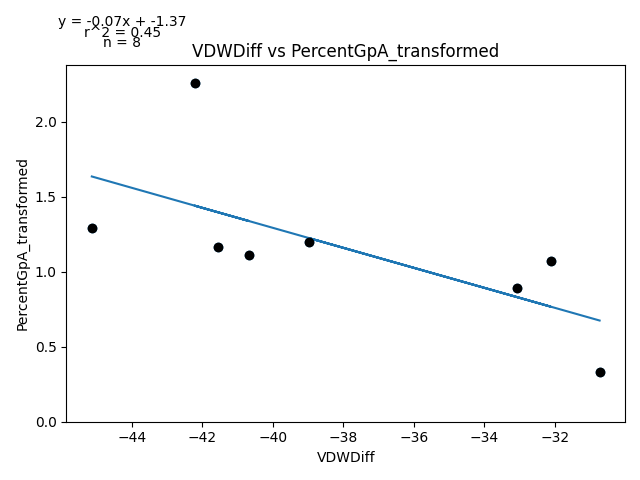 y = -0.07x + -1.37
r^2 = 0.45
n = 8
VDWDiff vs PercentGpA_transformed
PercentGpA_transformed
2.0
1.5
1.0
0.5
0.0
−44 −42 −40 −38 −36 −34 −32
VDWDiff